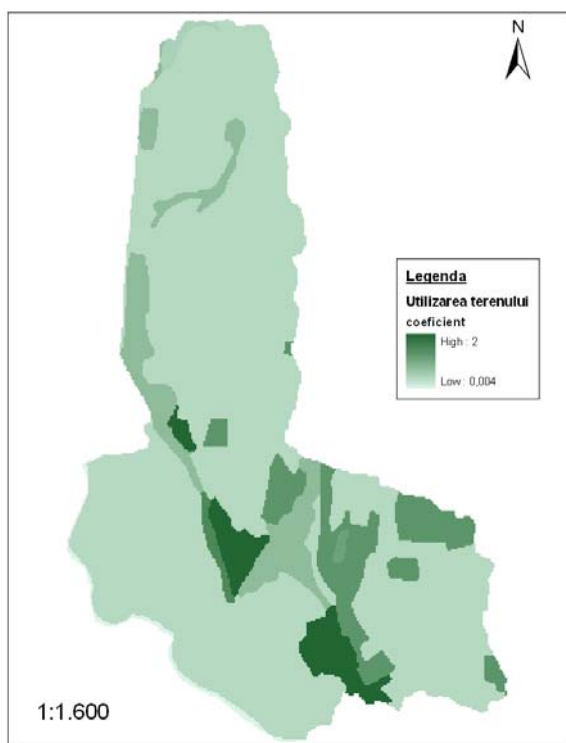 N
Legenda
Utilizarea terenului
coeficient
High : 2
Low : 0,004
1:1.600